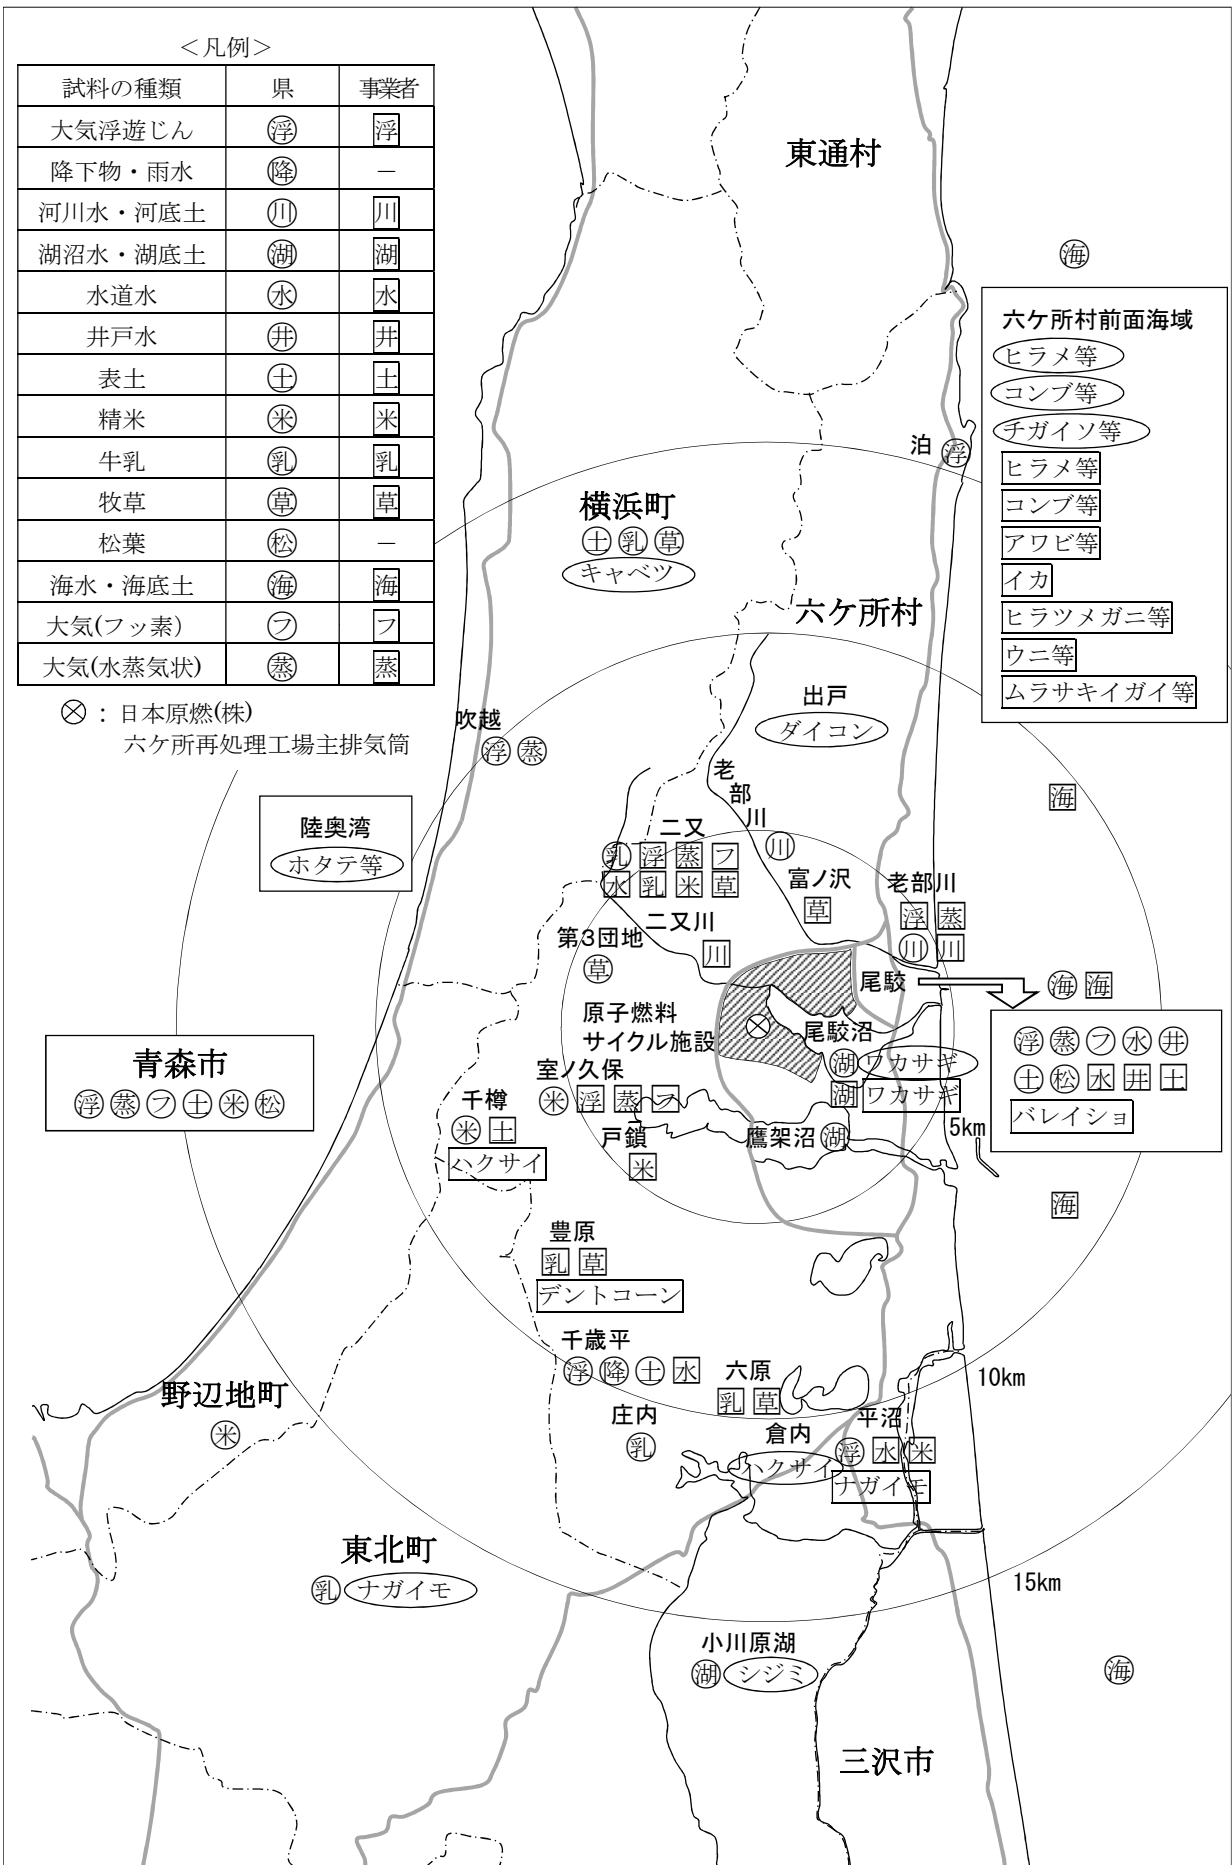 ＜凡例＞
試料の種類 県 事業者
大気浮遊じん 浮 浮
降下物・雨水 降 －
河川水・河底土 川 川
湖沼水・湖底土 湖 湖
水道水 水 水
井戸水 井 井
表土 土 土
精米 米 米
牛乳 乳 乳
牧草 草 草
松葉 松 －
海水・海底土 海 海
大気(フッ素） フ フ
大気(水蒸気状) 蒸 蒸
⊗：日本原燃(株)
六ケ所再処理工場主排気筒
東通村
海
六ケ所村前面海域
ヒラメ等
コンブ等
チガイソ等
ヒラメ等
コンブ等
アワビ等
イカ
ヒラツメガニ等
ウニ等
ムラサキイガイ等
泊 浮
横浜町
土 乳 草
キャベツ
六ケ所村
出戸
ダイコン
吹越
浮 蒸
陸奥湾
ホタテ等
老部川
川
海
二又
乳 浮 蒸 フ
水 乳 米 草
富ノ沢
草
老部川
浮 蒸
川 川
二又川
川
第3団地
草
尾駮
海 海
浮 蒸 フ 水 井
土 松 水 井 土
バレイショ
原子燃料
サイクル施設
尾駮沼
湖 ワカサギ
湖 ワカサギ
青森市
浮 蒸 フ 土 米 松
室ノ久保
米 浮 蒸 フ
千樽
米 土
ハクサイ
戸鎖
米
鷹架沼 湖
5km
海
豊原
乳 草
デントコーン
千歳平
浮 降 土 水
六原
乳 草
10km
野辺地町
米
庄内
乳
倉内
ハクサイ
平沼
浮 水 米
ナガイモ
東北町
乳 ナガイモ
15km
小川原湖
湖 シジミ
海
三沢市